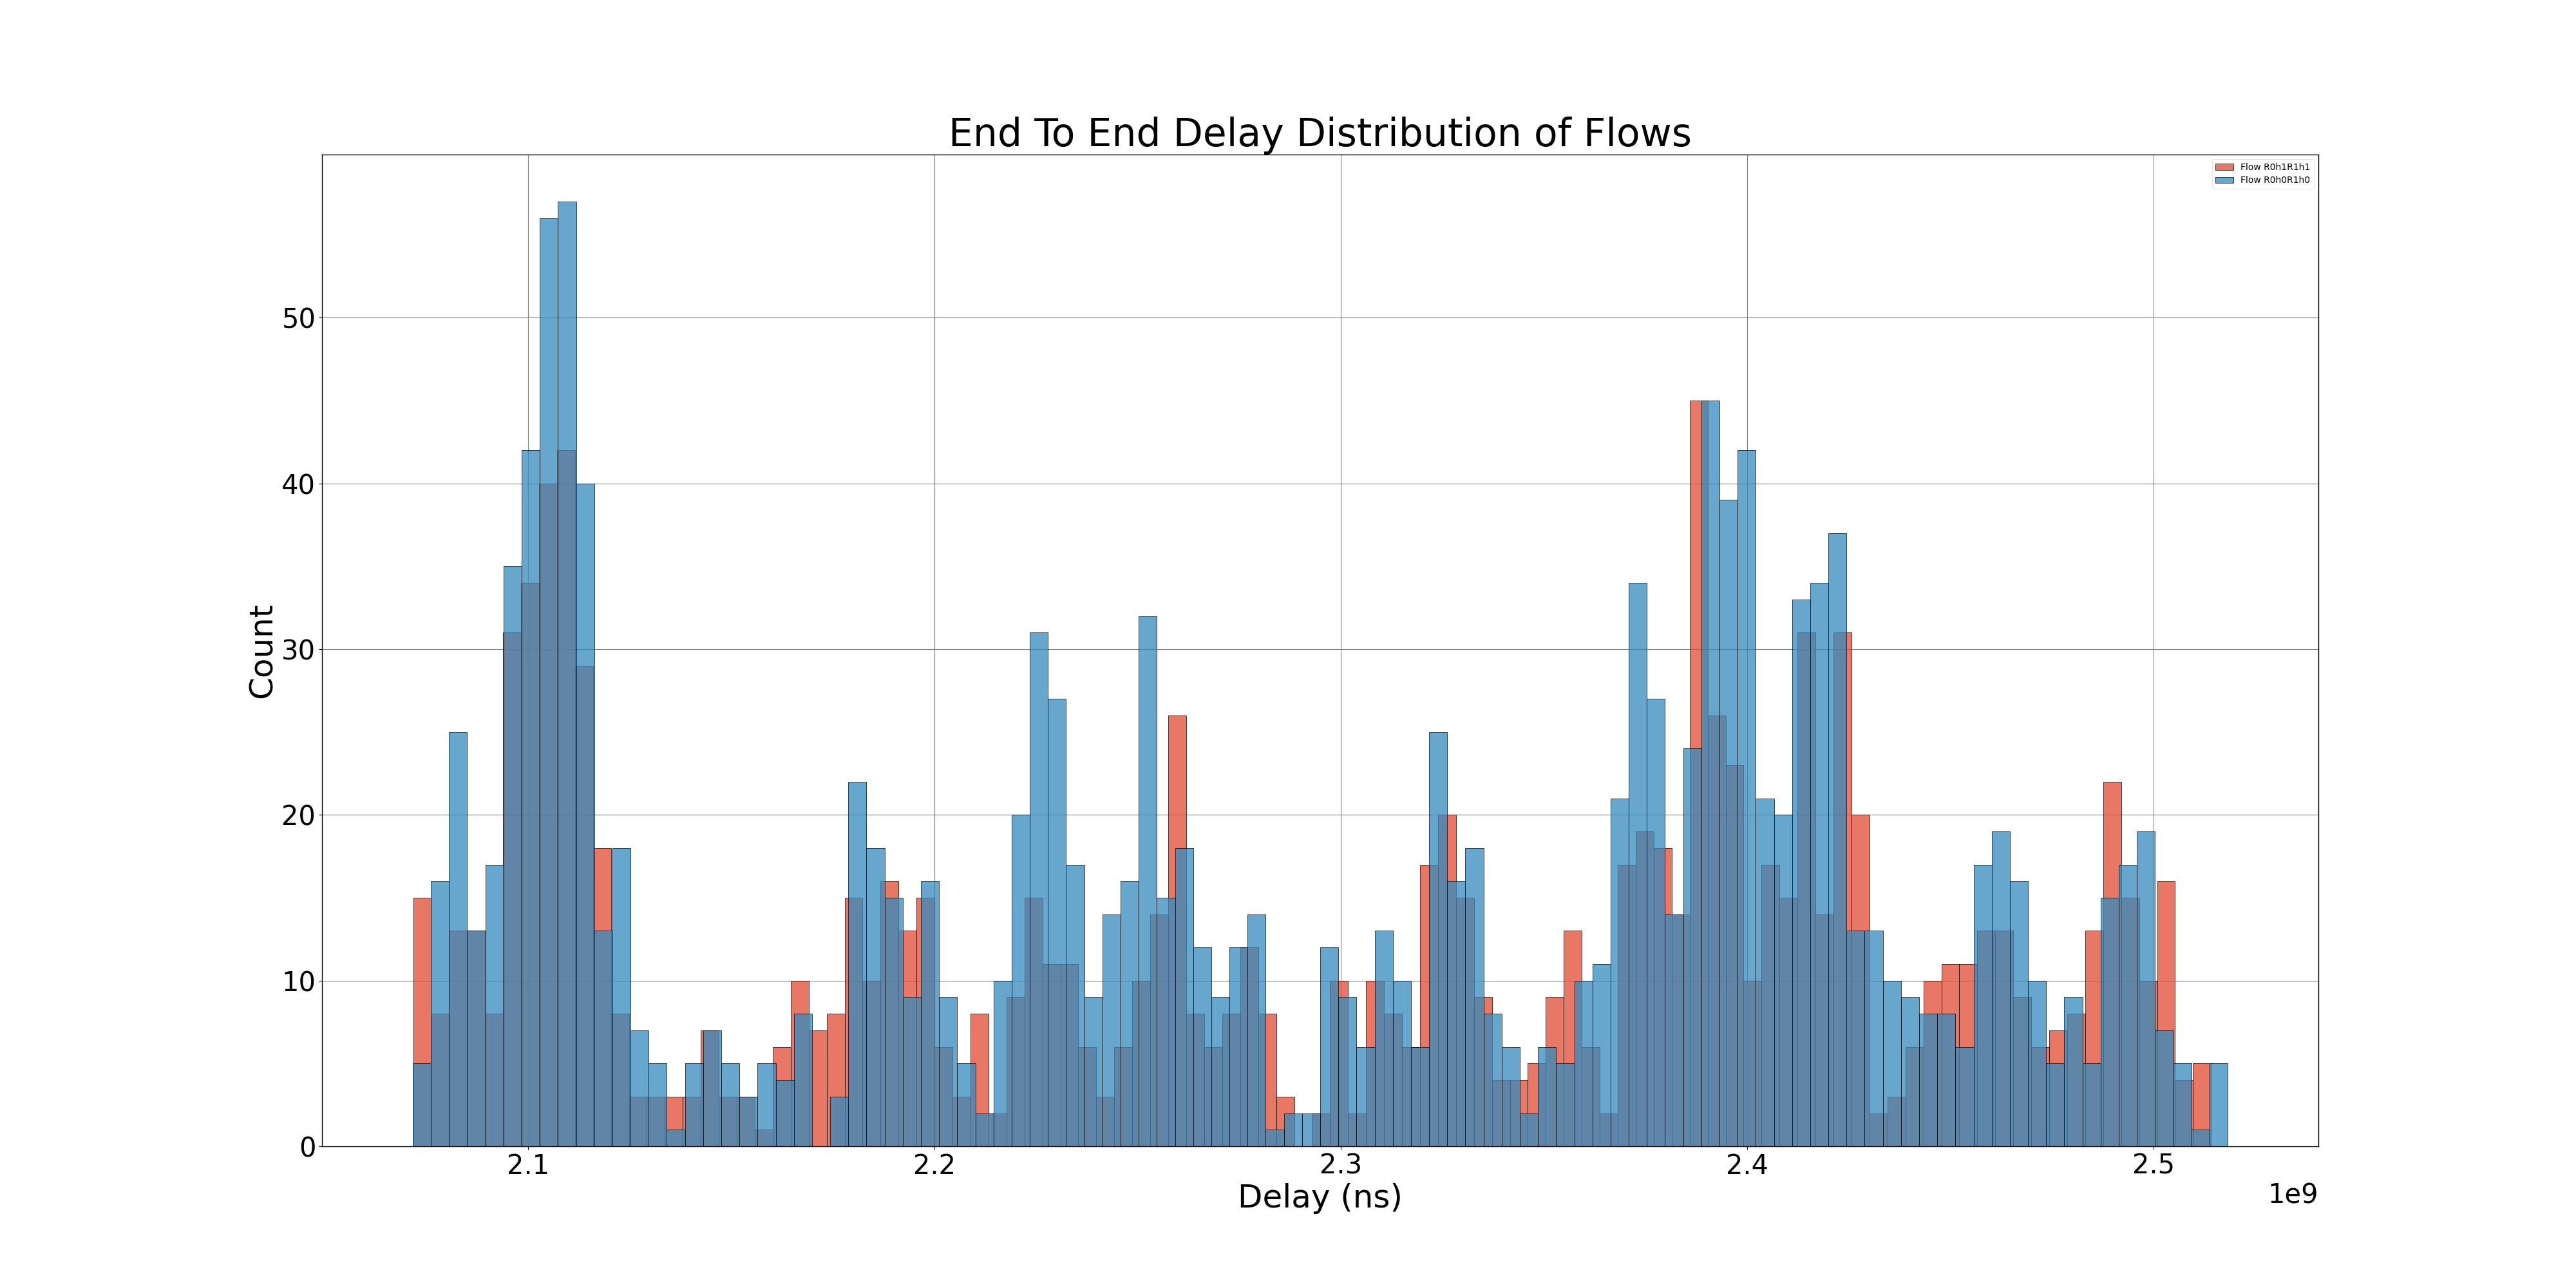 End To End Delay Distribution of Flows
Flow R0h1R1h1
Flow R0h0R1h0
50
40
30
20
10
0
Count
2.1
2.2
2.3
2.4
2.5
1e9
Delay (ns)